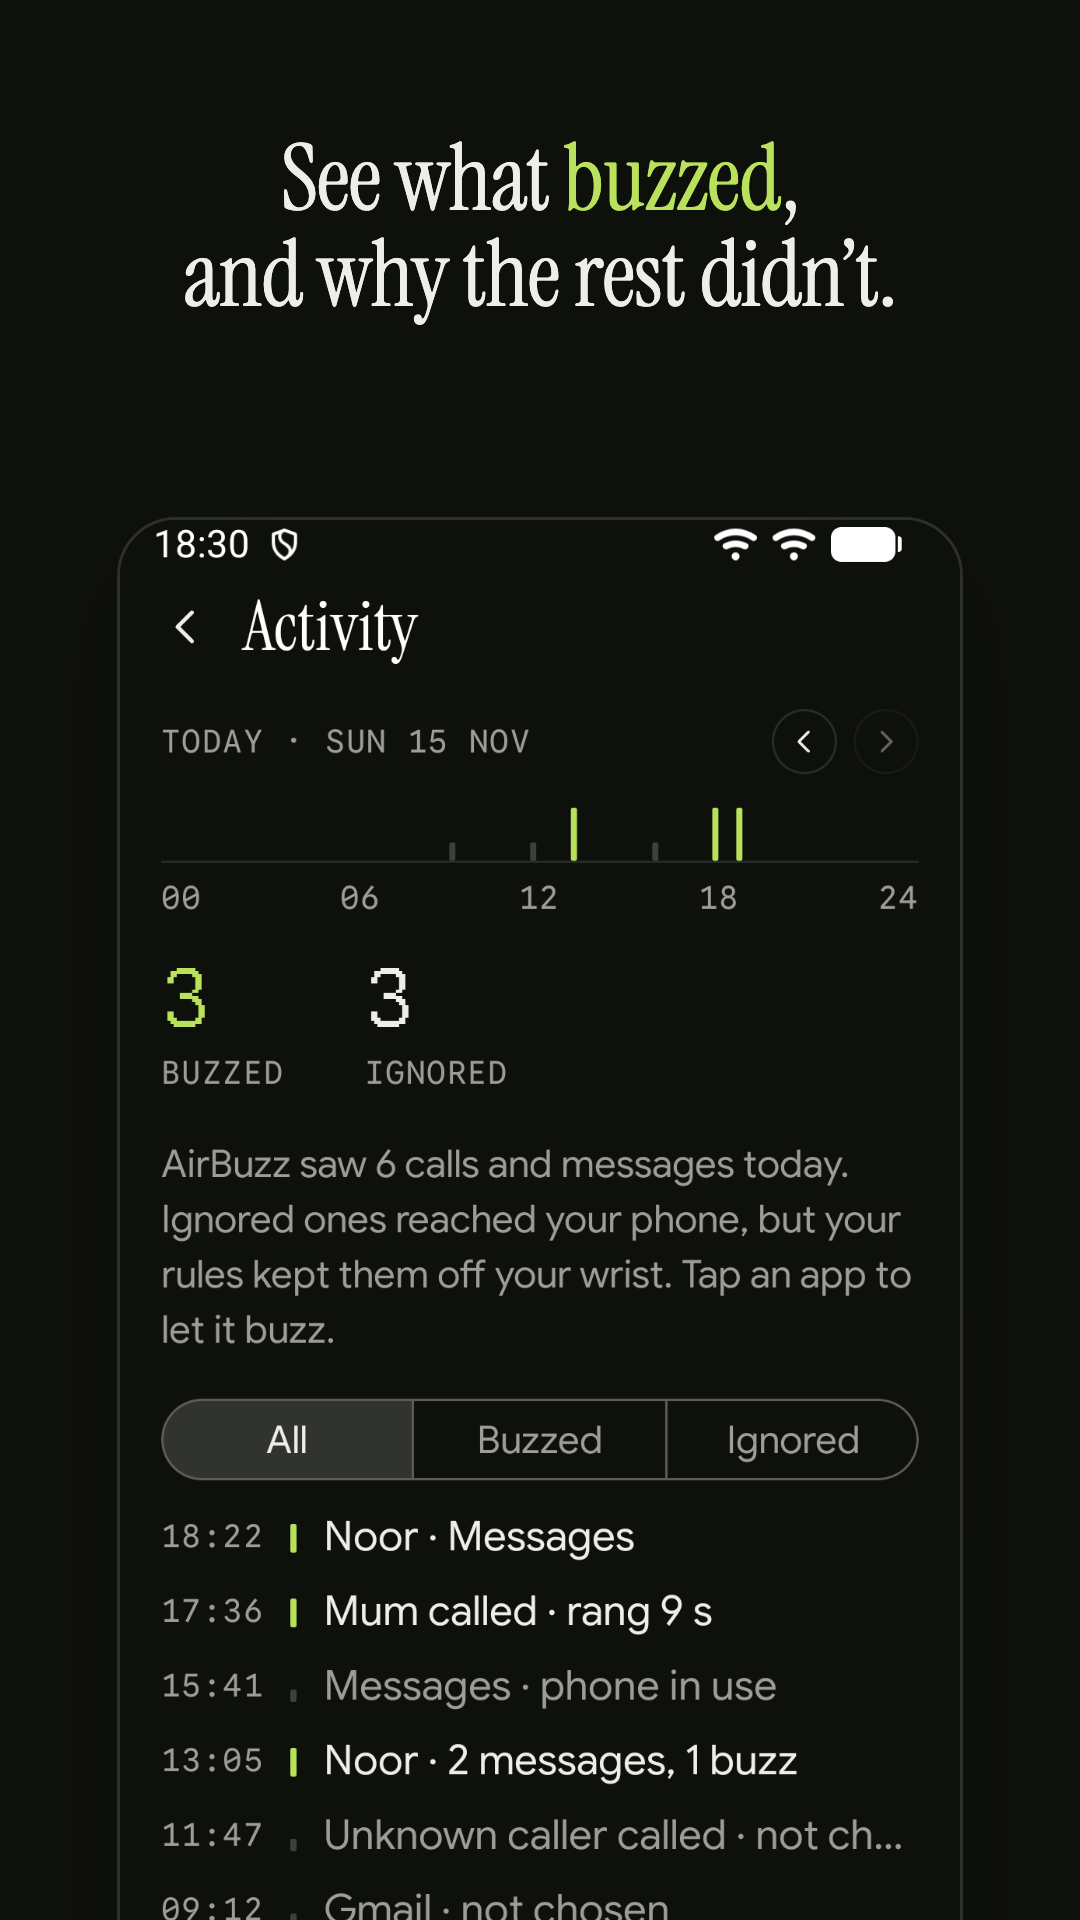 See what buzzed,
and why the rest didn’t.
18:30
Activity
TODAY · SUN 15 NOV
00 06 12 18 24
3 3
BUZZED IGNORED
AirBuzz saw 6 calls and messages today.
Ignored ones reached your phone, but your
rules kept them off your wrist. Tap an app to
let it buzz.
All Buzzed Ignored
18:22 Noor · Messages
17:36 Mum called · rang 9 s
15:41 Messages · phone in use
13:05 Noor · 2 messages, 1 buzz
11:47 Unknown caller called · not ch...
09:12 Gmail · not chosen